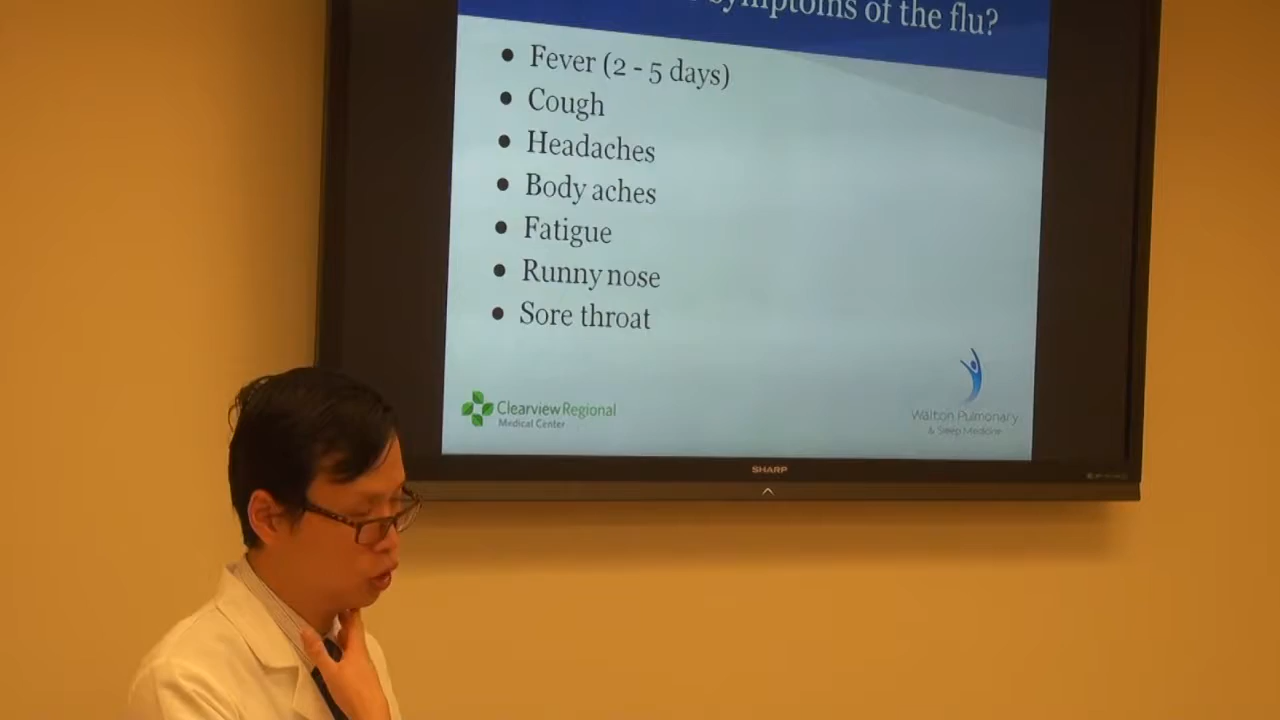 symptoms of the flu?
• Fever (2 - 5 days)
• Cough
• Headaches
• Body aches
• Fatigue
• Runny nose
• Sore throat
Clearview Regional
Medical Center
Walton Pulmonary
& Sleep Medicine
SHARP